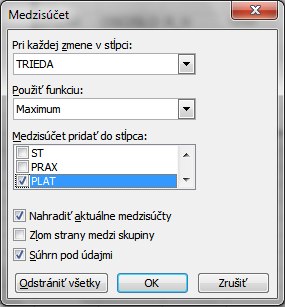 Medzisúčet
Pri každej zmene v stĺpci:
TRIEDA
Použiť funkciu:
Maximum
Medzisúčet pridať do stĺpca:
ST
PRAX
PLAT
Nahradiť aktuálne medzisúčty
Zlom strany medzi skupiny
Súhrn pod údajmi
Odstrániť všetky
OK
Zrušiť